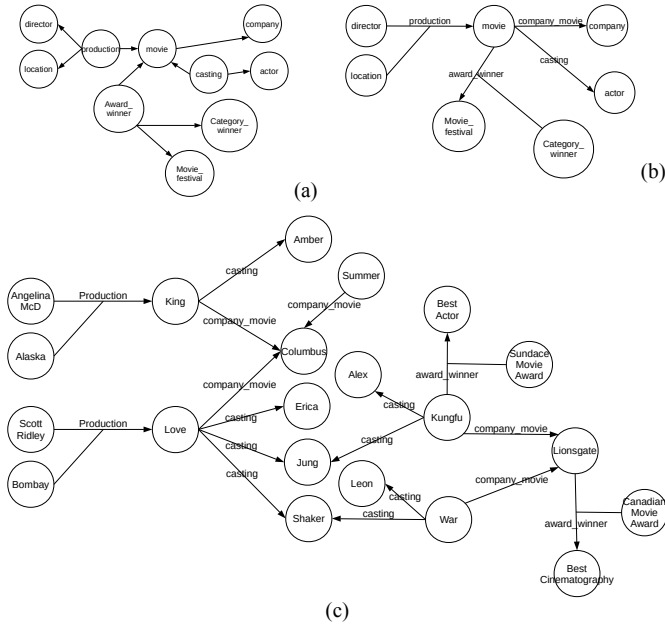 director
company
production
movie
location
casting
actor
Award_
winner
Category_
winner
Movie_
festival
(a)
director
production
movie
company_movie
company
location
casting
award_winner
actor
Movie_
festival
Category_
winner
(b)
Amber
casting
Summer
Angelina
McD
Production
King
company_movie
company_movie
Best
Actor
Alaska
Columbus
Sundace
Movie
Award
Alex
award_winner
company_movie
casting
Erica
Kungfu
Scott
Ridley
Production
Love
casting
company_movie
casting
casting
Lionsgate
Jung
Bombay
casting
Leon
company_movie
casting
Shaker
casting
War
Canadian
Movie
Award
award_winner
Best
Cinematography
(c)